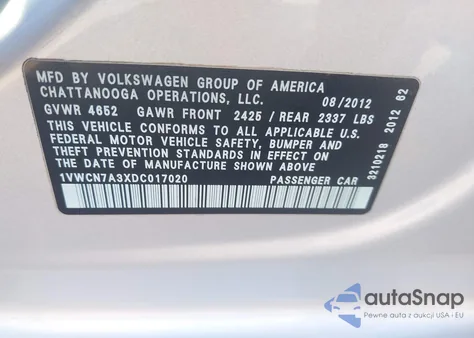 MFD BY VOLKSWAGEN GROUP OF AMERICA
CHATTANOOGA OPERATIONS, LLC. 08/2012
GVWR 4652 GAWR FRONT 2425 / REAR 2337 LBS
THIS VEHICLE CONFORMS TO ALL APPLICABLE U.S.
FEDERAL MOTOR VEHICLE SAFETY, BUMPER AND
THEFT PREVENTION STANDARDS IN EFFECT ON THE
DATE OF MANUFACTURE SHOWN ABOVE
1VWCN7A3XDC017020 PASSENGER CAR
3210218 2012 62
autoSnap
Pewne auta z USA • EU